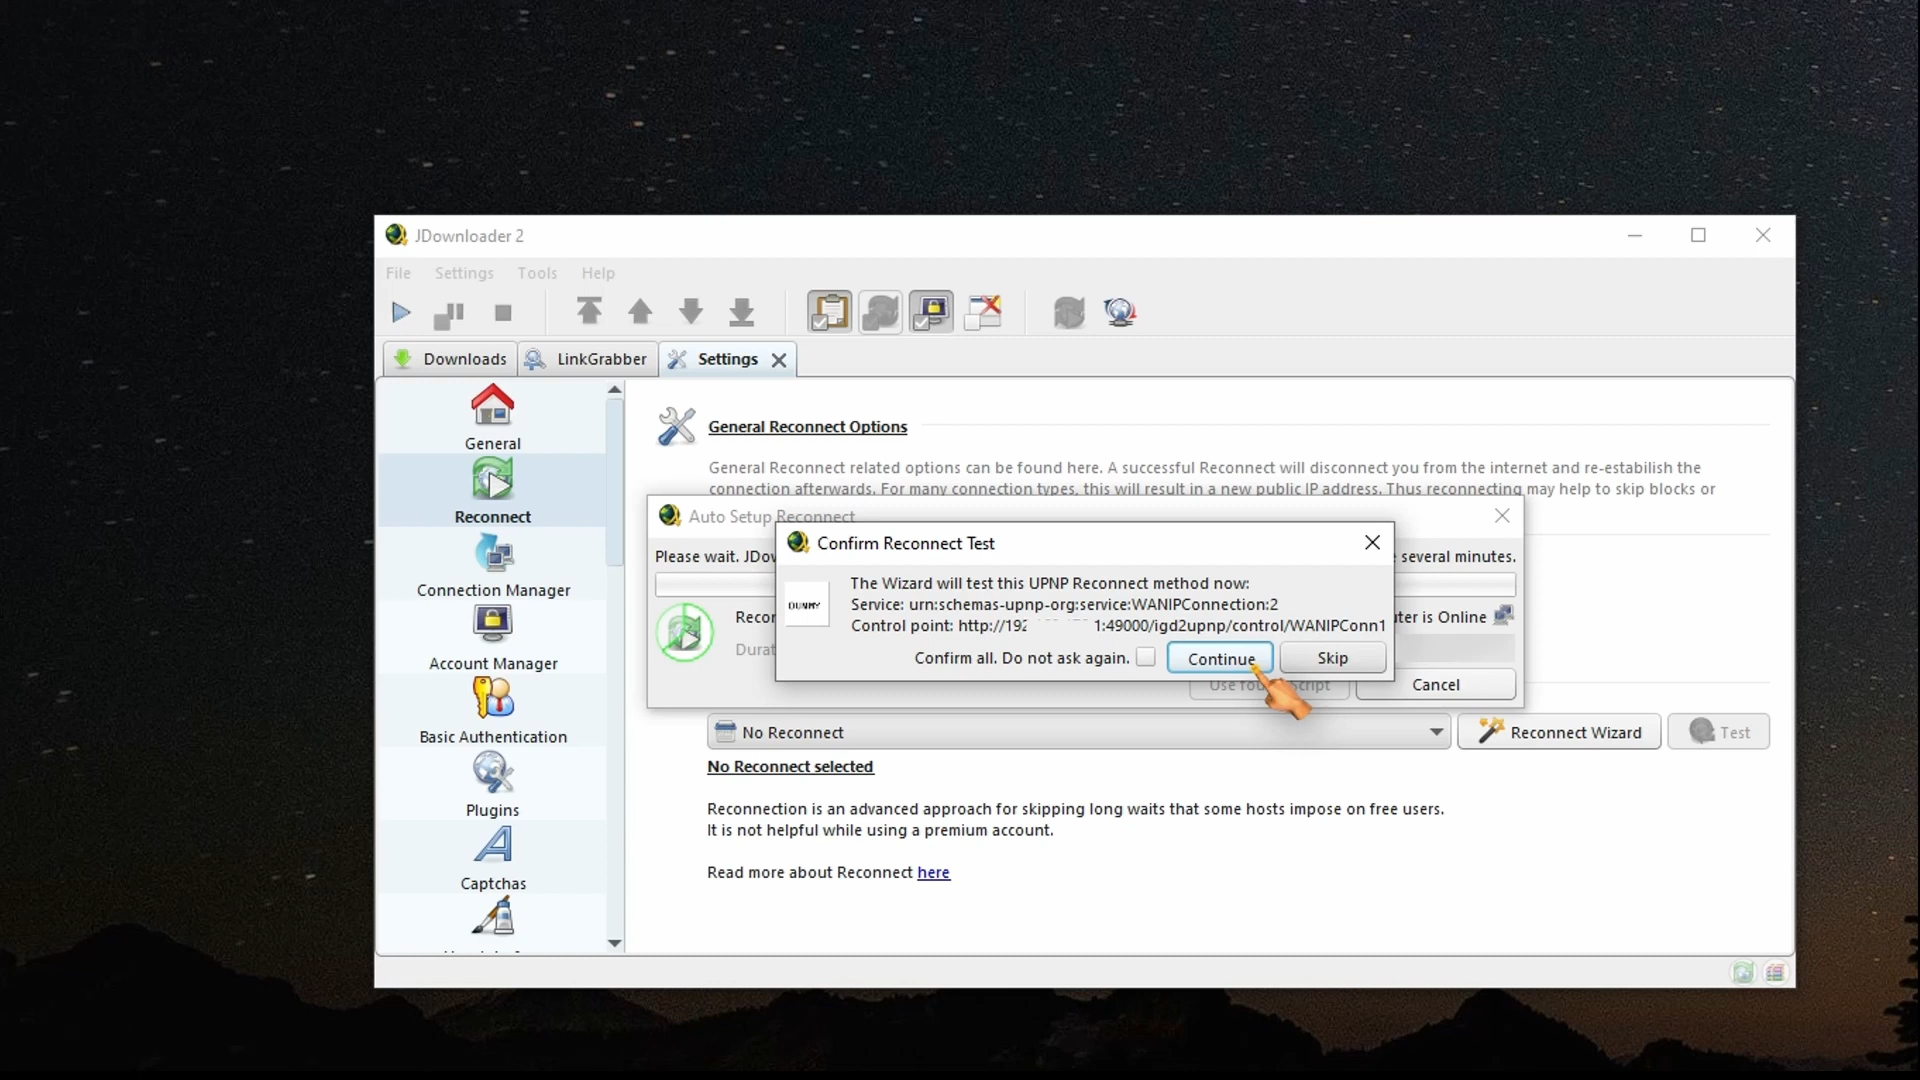 JDownloader 2
File Settings Tools Help
Downloads LinkGrabber Settings
General
Reconnect
Connection Manager
Account Manager
Basic Authentication
Plugins
Captchas
General Reconnect Options
General Reconnect related options can be found here. A successful Reconnect will disconnect you from the internet and re-estabilish the
connection afterwards. For many connection types, this will result in a new public IP address. Thus reconnecting may help to skip blocks or
Auto Setup Reconnect
Please wait. JDow
several minutes.
Recor
uter is Online
Durat
Cancel
Confirm Reconnect Test
DUMMY
The Wizard will test this UPNP Reconnect method now:
Service: urn:schemas-upnp-org:service:WANIPConnection:2
Control point: http://192 1:49000/igd2upnp/control/WANIPConn1
Confirm all. Do not ask again. Continue Skip
No Reconnect Reconnect Wizard Test
No Reconnect selected
Reconnection is an advanced approach for skipping long waits that some hosts impose on free users.
It is not helpful while using a premium account.
Read more about Reconnect here